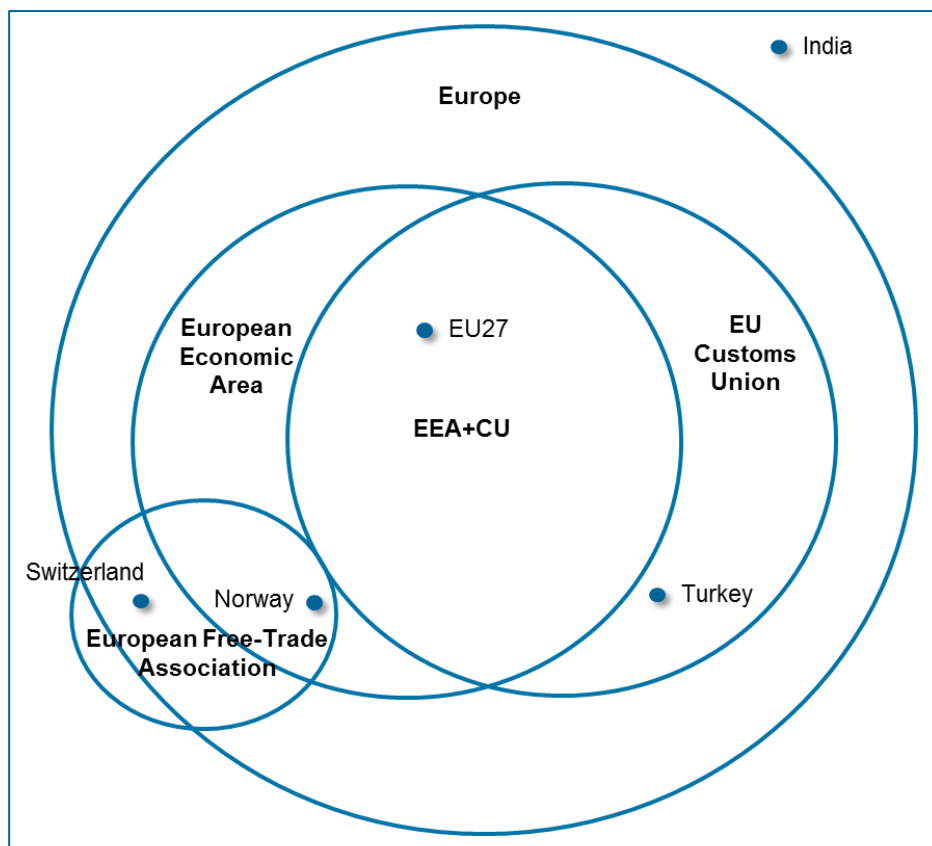 India
Europe
European
Economic
Area
EU27
EU
Customs
Union
EEA+CU
Switzerland
Norway
Turkey
European Free-Trade
Association